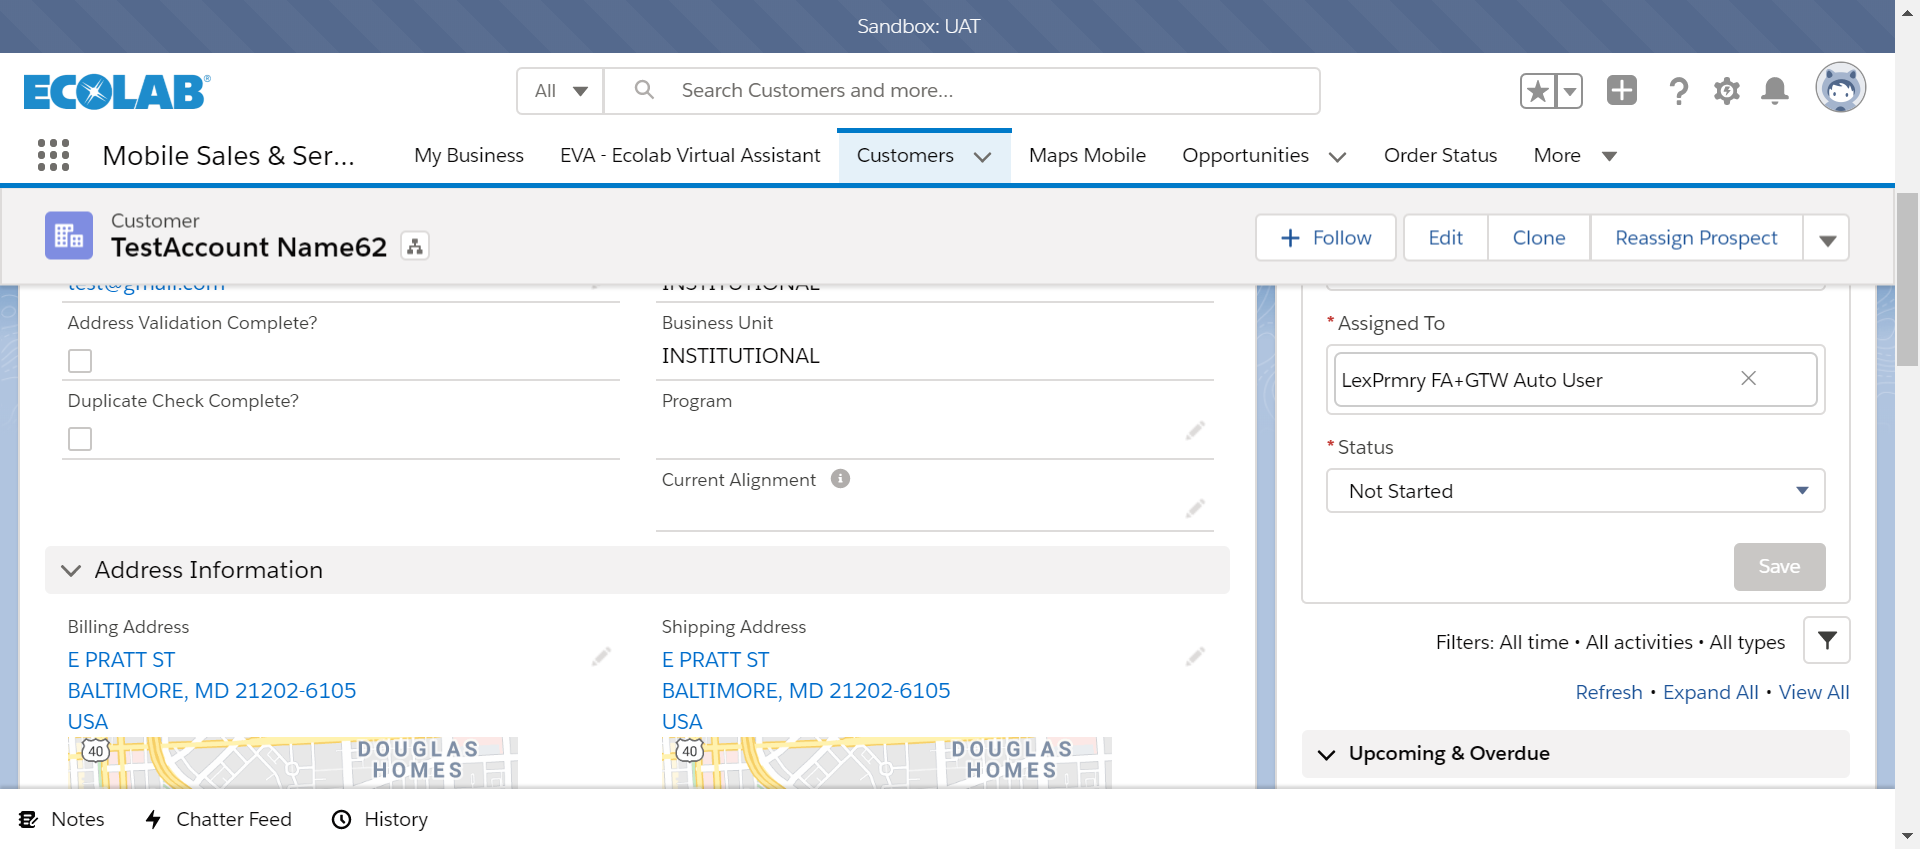 Sandbox: UAT
ECOLAB®
All
Search Customers and more...
Mobile Sales & Ser...
My Business
EVA - Ecolab Virtual Assistant
Customers
Maps Mobile
Opportunities
Order Status
More
Customer
TestAccount Name62
Follow
Edit
Clone
Reassign Prospect
test@gmail.com
INSTITUTIONAL
Address Validation Complete?
Business Unit
INSTITUTIONAL
Duplicate Check Complete?
Program
Current Alignment
Address Information
Billing Address
E PRATT ST
BALTIMORE, MD 21202-6105
USA
40
DOUGLAS
HOMES
Shipping Address
E PRATT ST
BALTIMORE, MD 21202-6105
USA
40
DOUGLAS
HOMES
* Assigned To
LexPrmry FA+GTW Auto User
* Status
Not Started
Save
Filters: All time • All activities • All types
Refresh • Expand All • View All
Upcoming & Overdue
Notes
Chatter Feed
History